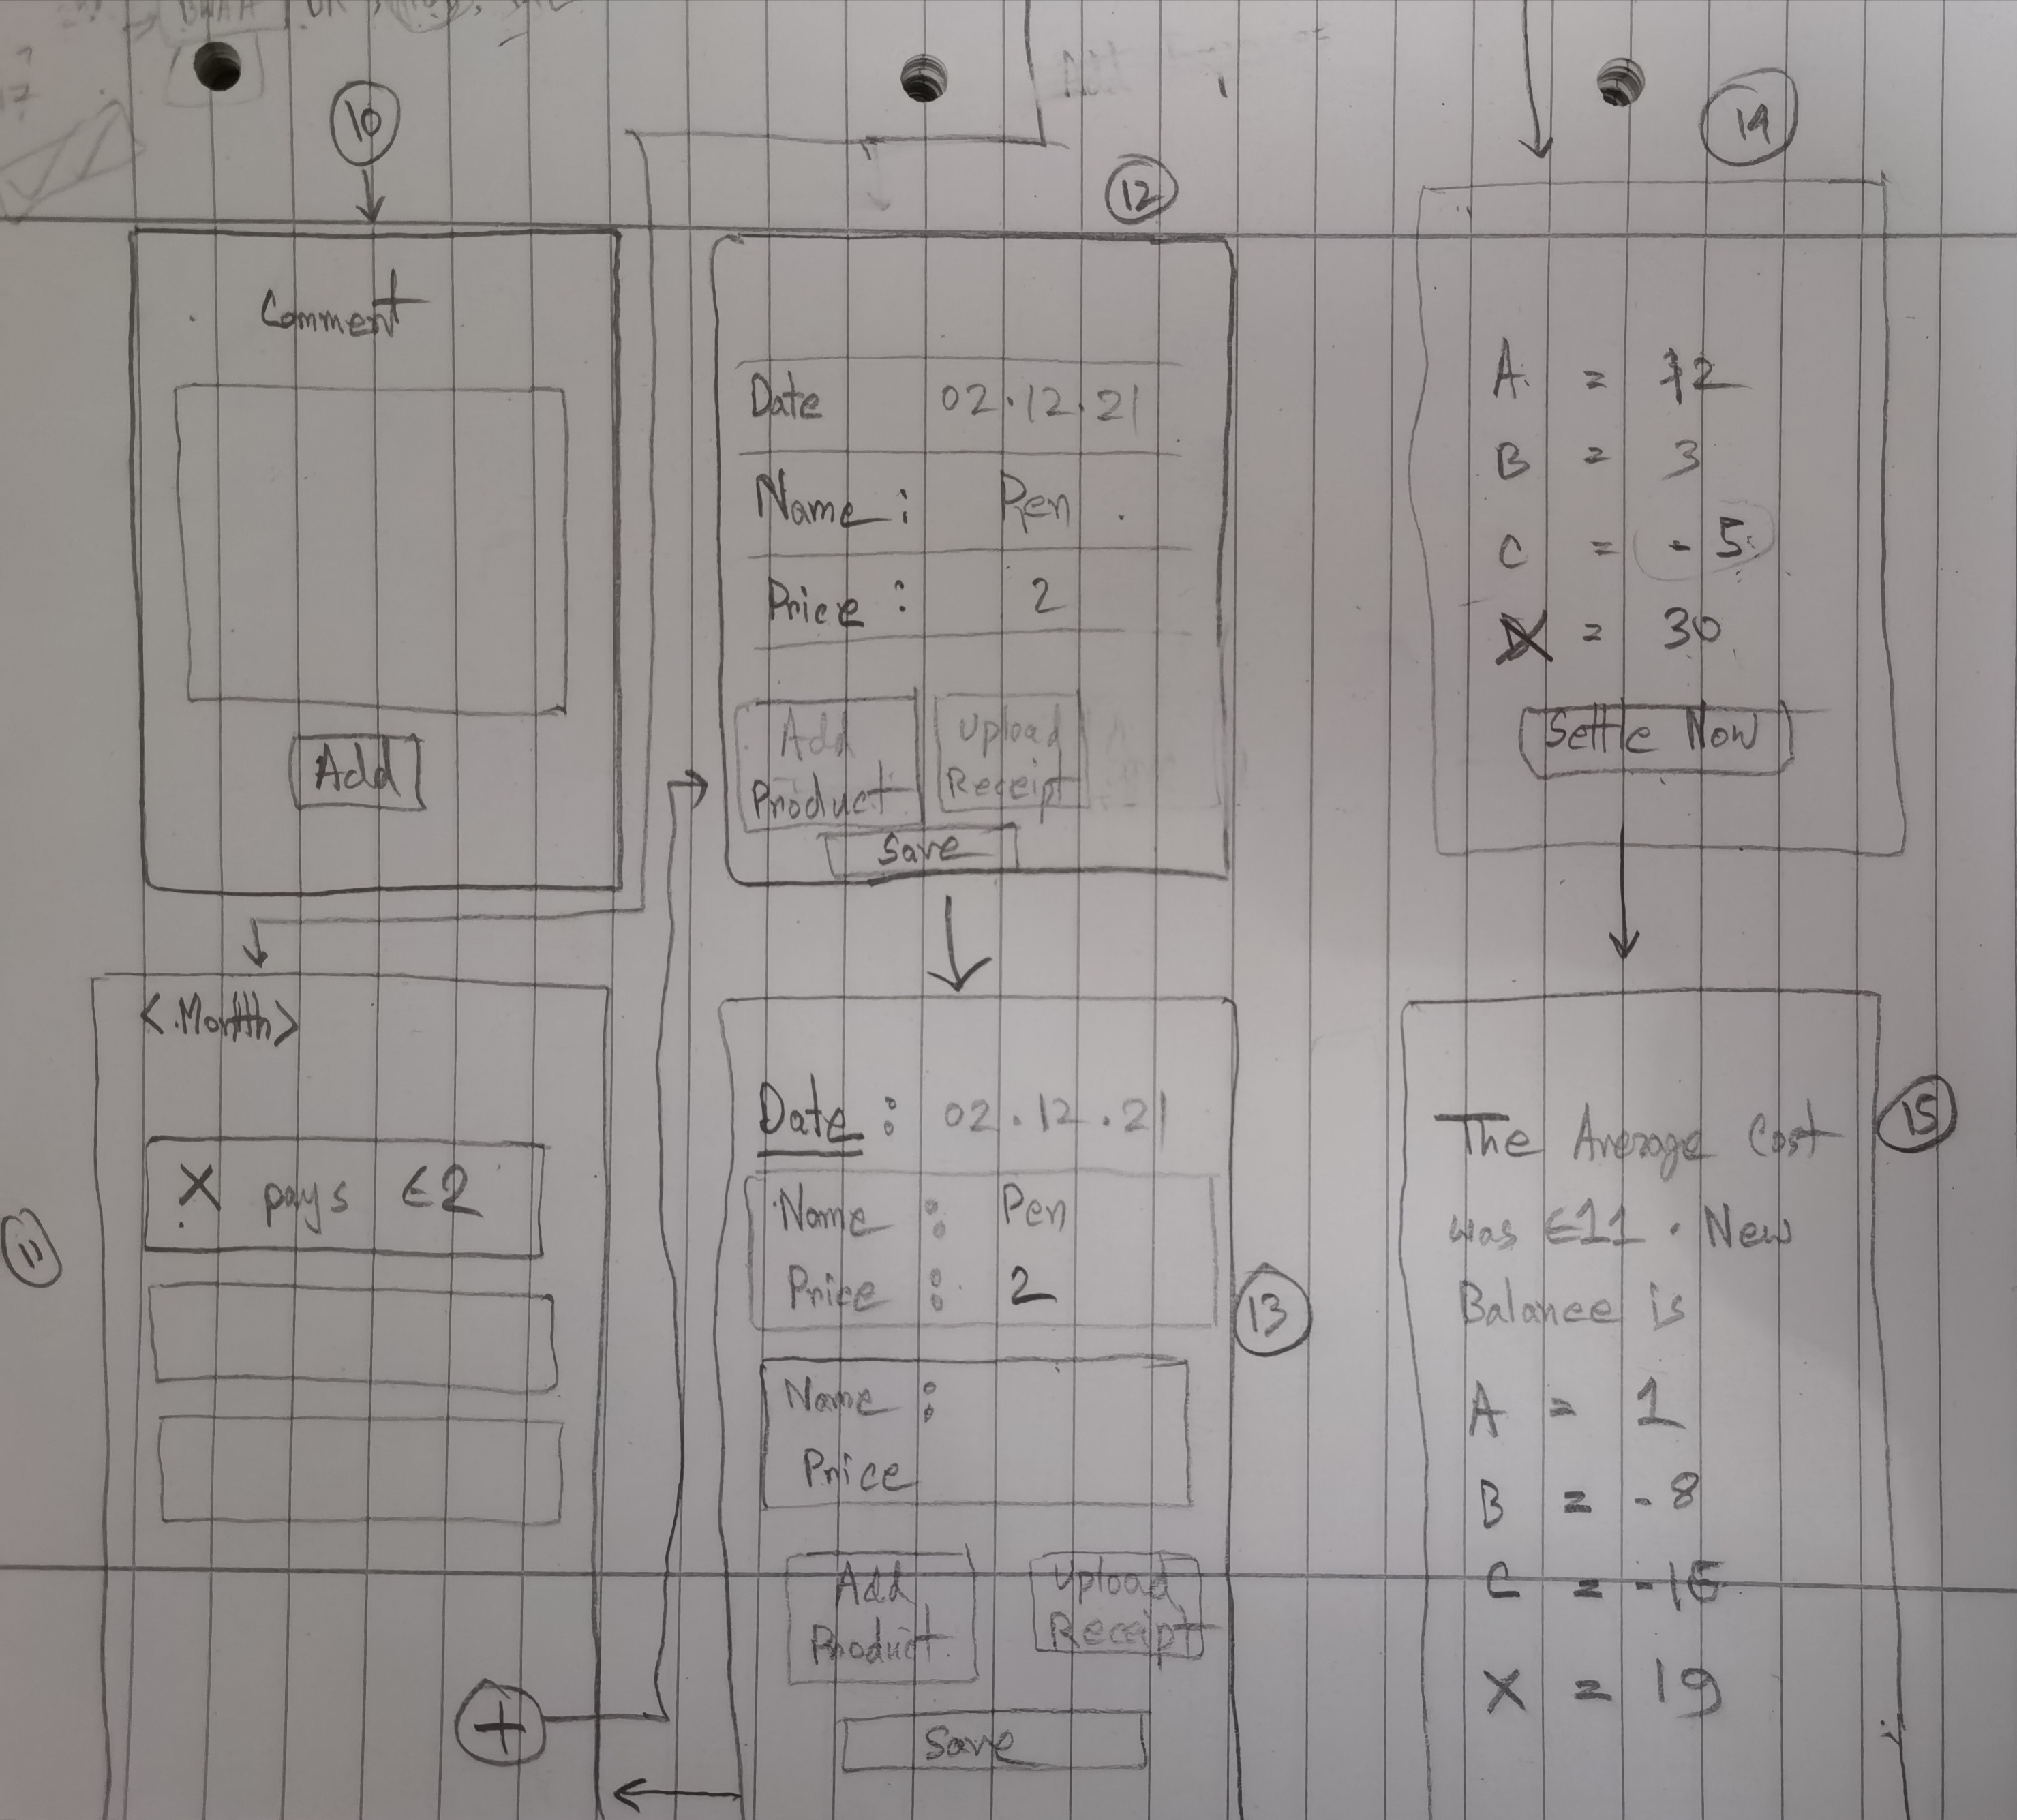 10
Comment
Add
11
<Month>
X pays €2
+
12
Date 02.12.21
Name: Pen
Price: 2
Add Product
Upload Receipt
Save
13
Date: 02.12.21
Name: Pen
Price: 2
Name:
Price
Add Product
Upload Receipt
Save
14
A = 12
B = 3
C = -5
X = 30
Settle Now
15
The Average Cost
was €11. New
Balance is
A = 1
B = -8
C = -16
X = 19